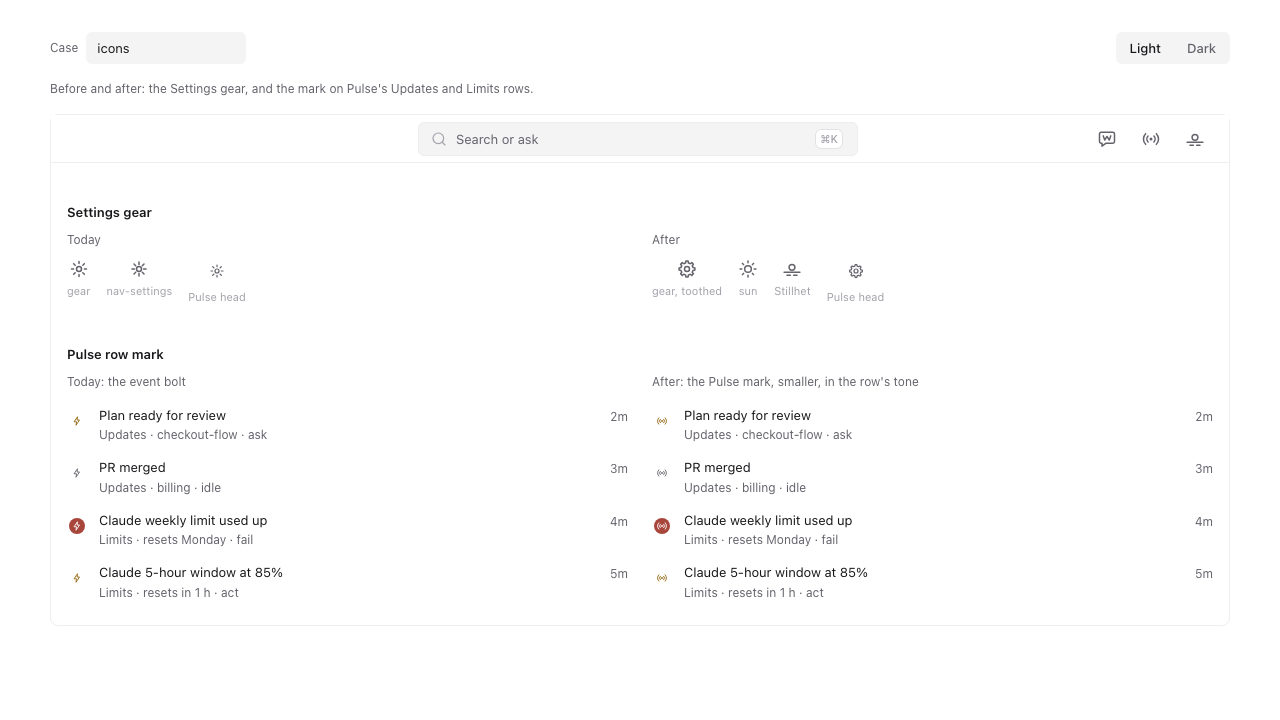 Case icons Light Dark
Before and after: the Settings gear, and the mark on Pulse's Updates and Limits rows.
Search or ask ⌘K
Settings gear
Today
gear nav-settings Pulse head
After
gear, toothed sun Stillhet Pulse head
Pulse row mark
Today: the event bolt
Plan ready for review 2m
Updates · checkout-flow · ask
PR merged 3m
Updates · billing · idle
Claude weekly limit used up 4m
Limits · resets Monday · fail
Claude 5-hour window at 85% 5m
Limits · resets in 1 h · act
After: the Pulse mark, smaller, in the row's tone
Plan ready for review 2m
Updates · checkout-flow · ask
PR merged 3m
Updates · billing · idle
Claude weekly limit used up 4m
Limits · resets Monday · fail
Claude 5-hour window at 85% 5m
Limits · resets in 1 h · act